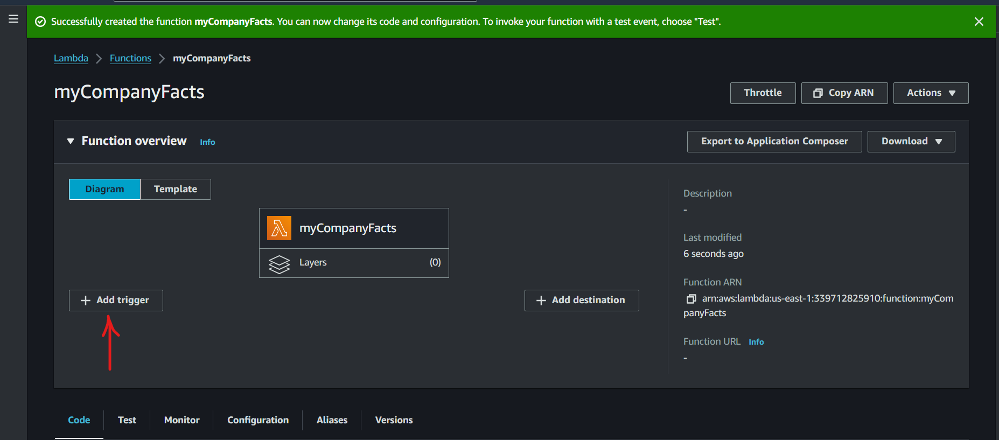 Successfully created the function myCompanyFacts. You can now change its code and configuration. To invoke your function with a test event, choose "Test".
Lambda Functions myCompanyFacts
myCompanyFacts
Throttle Copy ARN Actions
Function overview Info
Export to Application Composer Download
Diagram Template
myCompanyFacts
Layers (0)
Add trigger
Add destination
Description
-
Last modified
6 seconds ago
Function ARN
arn:aws:lambda:us-east-1:339712825910:function:myCom
panyFacts
Function URL Info
-
Code Test Monitor Configuration Aliases Versions